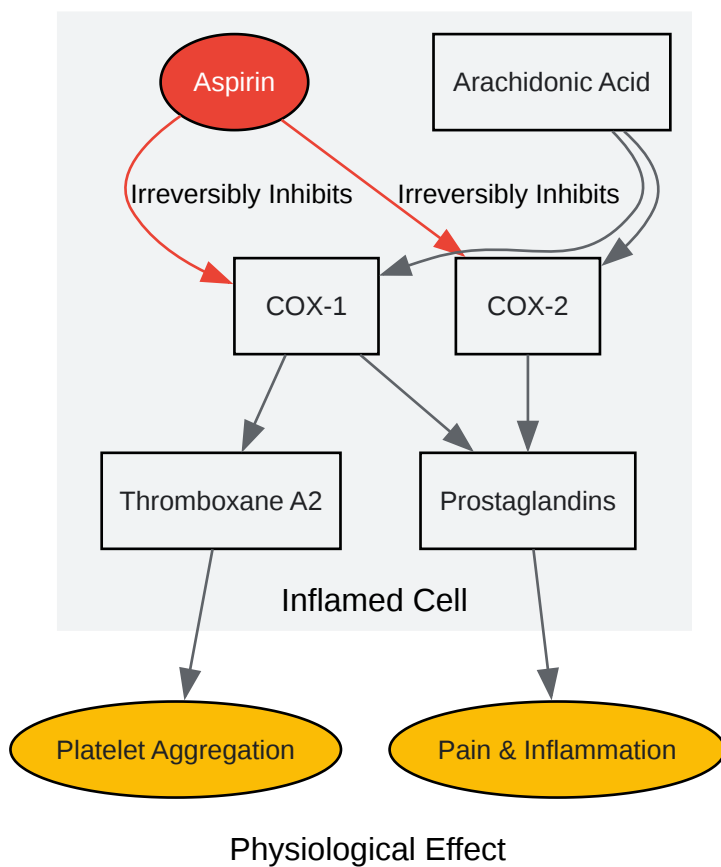 Aspirin
Arachidonic Acid
Irreversibly Inhibits
Irreversibly Inhibits
COX-1
COX-2
Thromboxane A2
Prostaglandins
Inflamed Cell
Platelet Aggregation
Pain & Inflammation
Physiological Effect